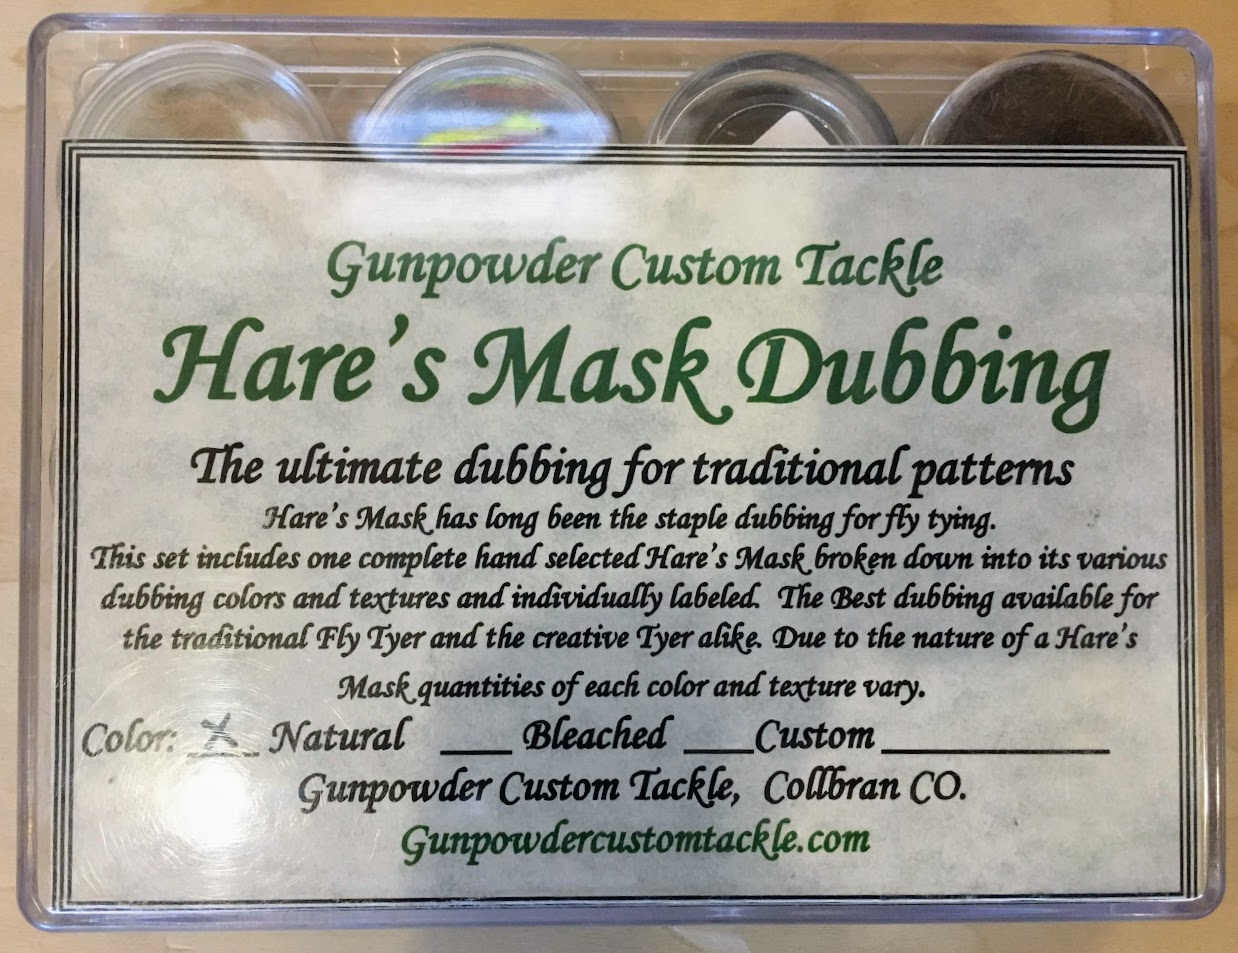 Gunpowder Custom Tackle
Hare's Mask Dubbing
The ultimate dubbing for traditional patterns
Hare's Mask has long been the staple dubbing for fly tying.
This set includes one complete hand selected Hare's Mask broken down into its various
dubbing colors and textures and individually labeled. The Best dubbing available for
the traditional Fly Tyer and the creative Tyer alike. Due to the nature of a Hare's
Mask quantities of each color and texture vary.
Color: _X_ Natural ____ Bleached ____Custom _____________
Gunpowder Custom Tackle, Collbran CO.
Gunpowdercustomtackle.com